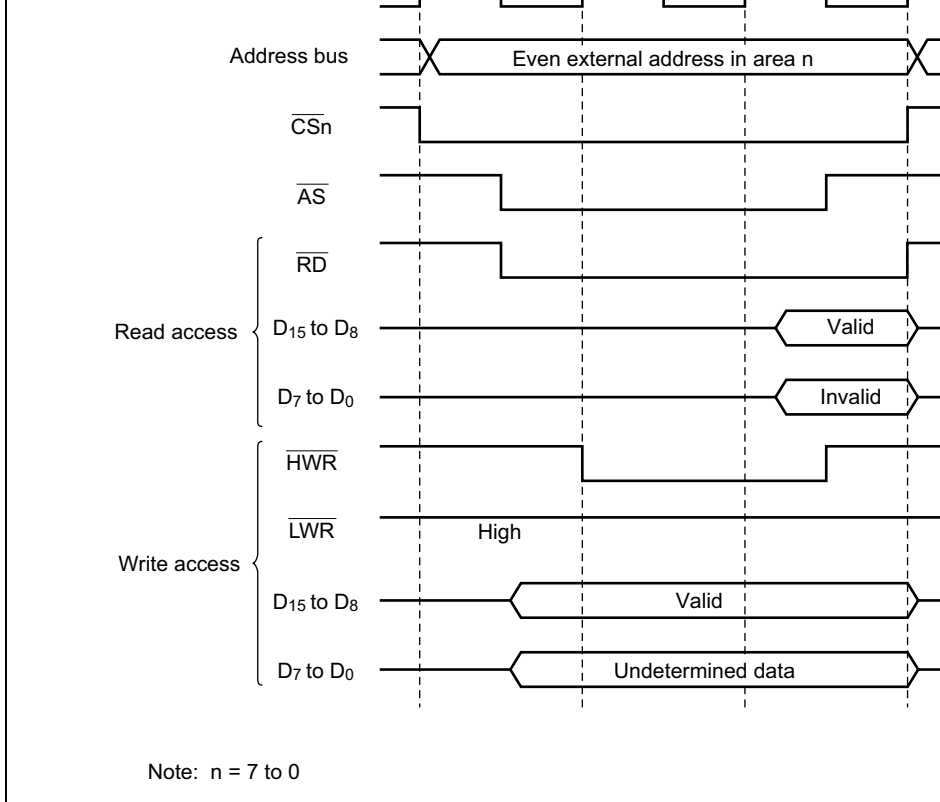 Address bus Even external address in area n
CSn
AS
RD
Read access D15 to D8 Valid
D7 to D0 Invalid
HWR
LWR High
Write access
D15 to D8 Valid
D7 to D0 Undetermined data
Note: n = 7 to 0